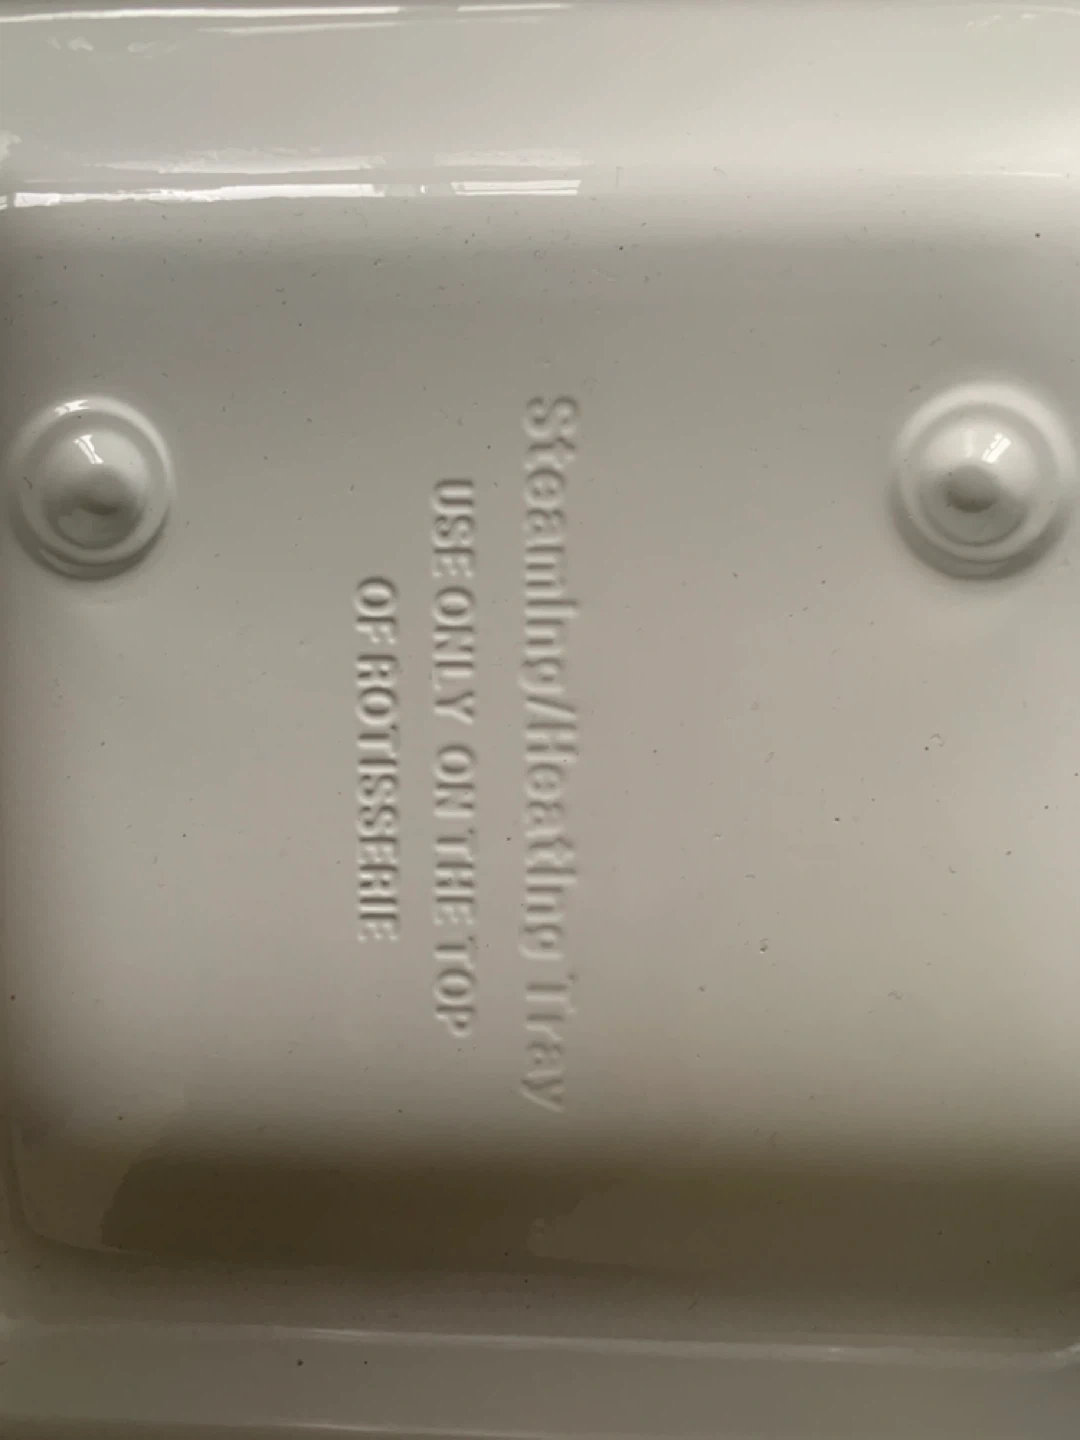 Steaming/Heating Tray
USE ONLY ON THE TOP
OF ROTISSERIE